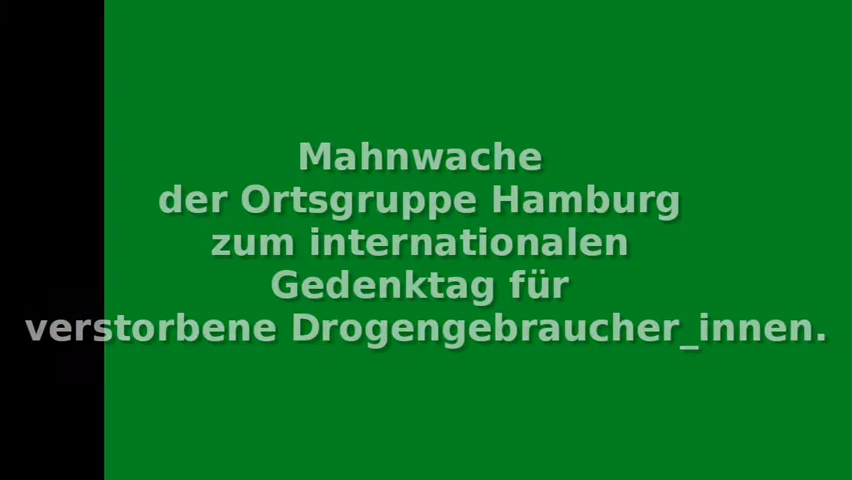 Mahnwache
der Ortsgruppe Hamburg
zum internationalen
Gedenktag für
verstorbene Drogengebraucher_innen.